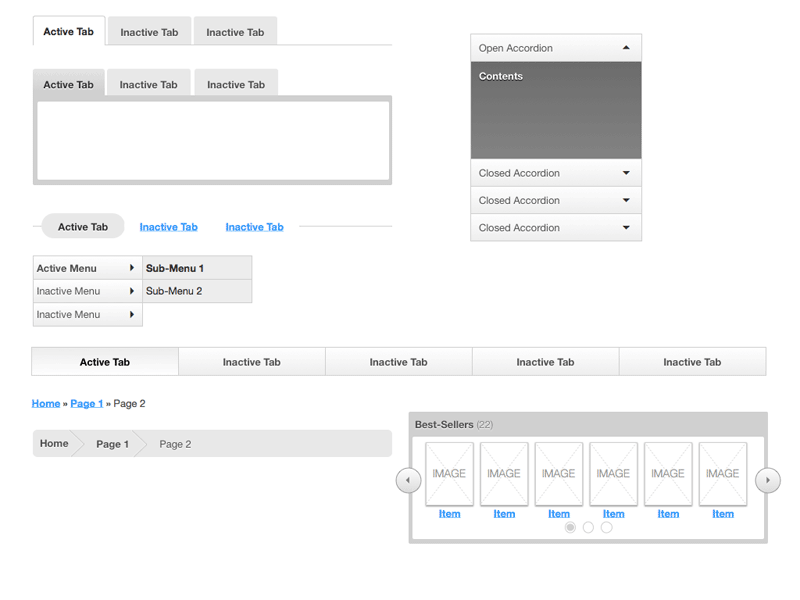 Active Tab Inactive Tab Inactive Tab
Active Tab Inactive Tab Inactive Tab
Active Tab Inactive Tab Inactive Tab
Active Menu Sub-Menu 1
Inactive Menu Sub-Menu 2
Inactive Menu
Open Accordion
Contents
Closed Accordion
Closed Accordion
Closed Accordion
Active Tab Inactive Tab Inactive Tab Inactive Tab Inactive Tab
Home » Page 1 » Page 2
Home Page 1 Page 2
Best-Sellers (22)
IMAGE IMAGE IMAGE IMAGE IMAGE IMAGE
Item Item Item Item Item Item